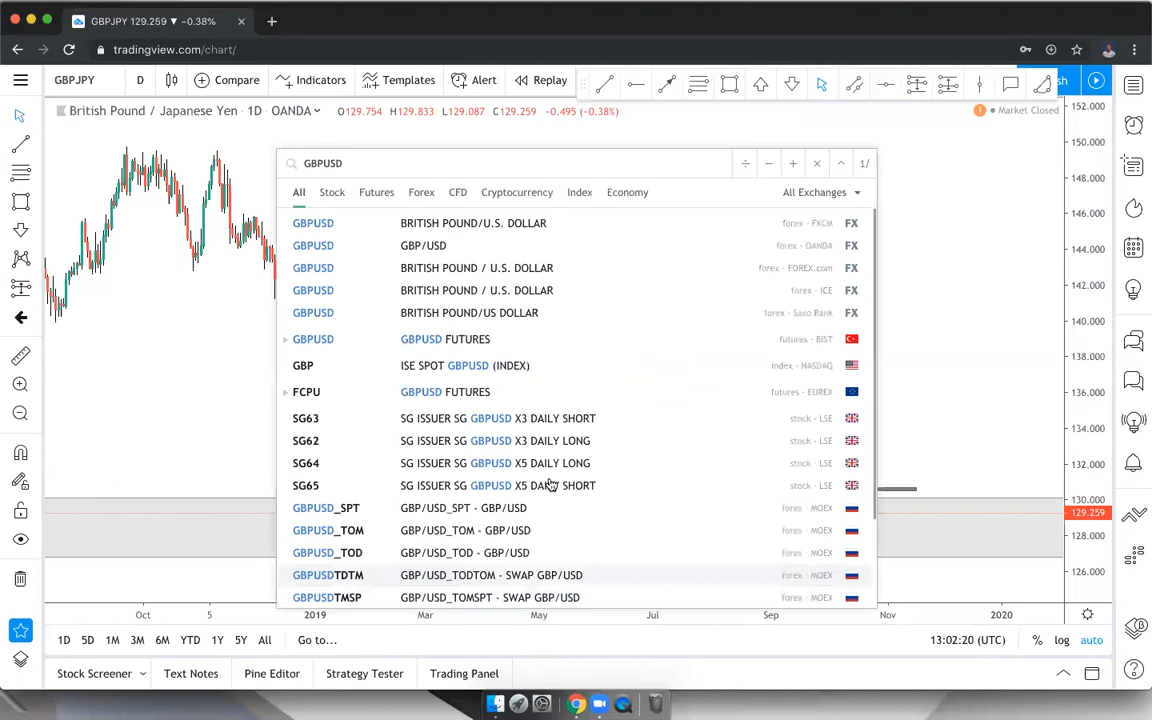 GBPJPY 129.259 ▼ −0.38%
tradingview.com/chart/
GBPJPY D Compare Indicators Templates Alert Replay
British Pound / Japanese Yen · 1D · OANDA O129.754 H129.833 L129.087 C129.259 −0.495 (−0.38%) Market Closed
GBPUSD 1/
All Stock Futures Forex CFD Cryptocurrency Index Economy All Exchanges
GBPUSD BRITISH POUND/U.S. DOLLAR forex - FXCM FX
GBPUSD GBP/USD forex - OANDA FX
GBPUSD BRITISH POUND / U.S. DOLLAR forex - FOREX.com FX
GBPUSD BRITISH POUND / U.S. DOLLAR forex - ICE FX
GBPUSD BRITISH POUND/US DOLLAR forex - Saxo Bank FX
GBPUSD GBPUSD FUTURES futures - BIST
GBP ISE SPOT GBPUSD (INDEX) index - NASDAQ
FCPU GBPUSD FUTURES futures - EUREX
SG63 SG ISSUER SG GBPUSD X3 DAILY SHORT stock - LSE
SG62 SG ISSUER SG GBPUSD X3 DAILY LONG stock - LSE
SG64 SG ISSUER SG GBPUSD X5 DAILY LONG stock - LSE
SG65 SG ISSUER SG GBPUSD X5 DAILY SHORT stock - LSE
GBPUSD_SPT GBP/USD_SPT - GBP/USD forex - MOEX
GBPUSD_TOM GBP/USD_TOM - GBP/USD forex - MOEX
GBPUSD_TOD GBP/USD_TOD - GBP/USD forex - MOEX
GBPUSDTDTM GBP/USD_TODTOM - SWAP GBP/USD forex - MOEX
GBPUSDTMSP GBP/USD_TOMSPT - SWAP GBP/USD forex - MOEX
152.000
150.000
148.000
146.000
144.000
142.000
140.000
138.000
136.000
134.000
132.000
130.000
129.259
128.000
126.000
Oct 5 2019 Mar May Jul Sep Nov 2020
1D 5D 1M 3M 6M YTD 1Y 5Y All Go to... 13:02:20 (UTC) % log auto
Stock Screener Text Notes Pine Editor Strategy Tester Trading Panel